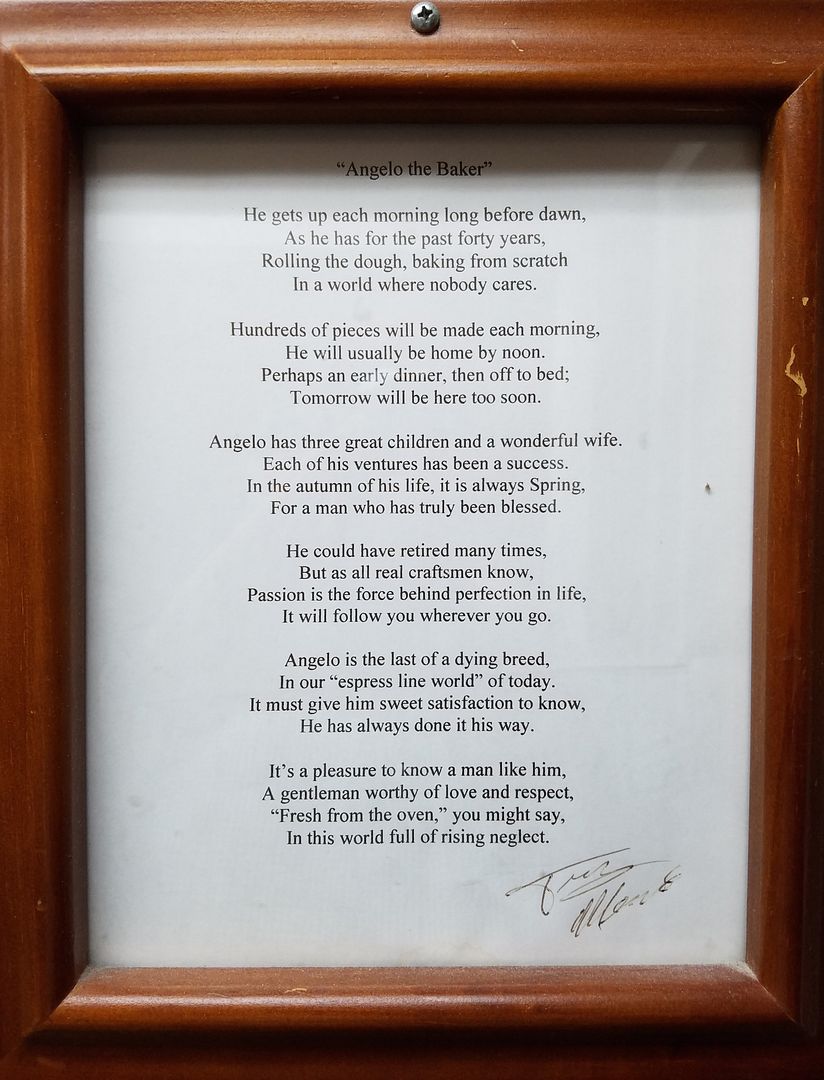 “Angelo the Baker”
He gets up each morning long before dawn,
As he has for the past forty years,
Rolling the dough, baking from scratch
In a world where nobody cares.
Hundreds of pieces will be made each morning,
He will usually be home by noon.
Perhaps an early dinner, then off to bed;
Tomorrow will be here too soon.
Angelo has three great children and a wonderful wife.
Each of his ventures has been a success.
In the autumn of his life, it is always Spring,
For a man who has truly been blessed.
He could have retired many times,
But as all real craftsmen know,
Passion is the force behind perfection in life,
It will follow you wherever you go.
Angelo is the last of a dying breed,
In our “espress line world” of today.
It must give him sweet satisfaction to know,
He has always done it his way.
It’s a pleasure to know a man like him,
A gentleman worthy of love and respect,
“Fresh from the oven,” you might say,
In this world full of rising neglect.